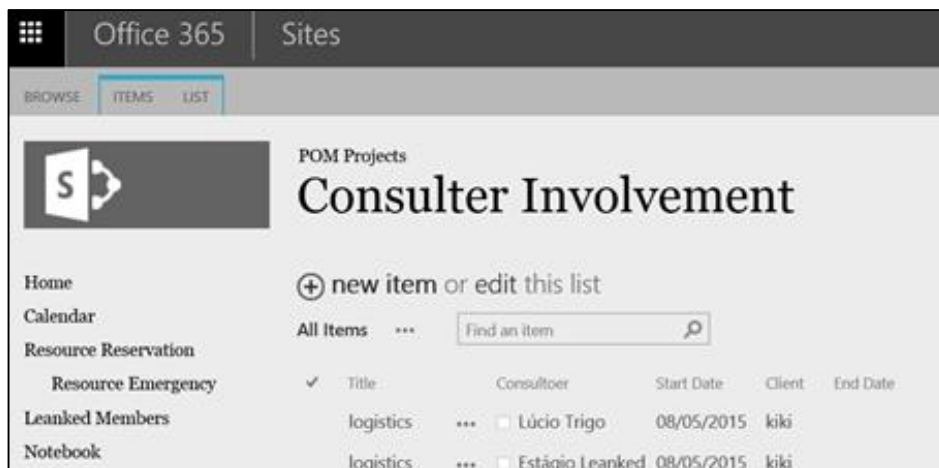 Office 365 Sites
BROWSE ITEMS LIST
S
POM Projects
Consulter Involvement
Home
Calendar
Resource Reservation
Resource Emergency
Leanked Members
Notebook
new item or edit this list
All Items ••• Find an item
Title Consultoer Start Date Client End Date
logistics ••• Lúcio Trigo 08/05/2015 kiki
logistics ••• Estágio Leanked 08/05/2015 kiki